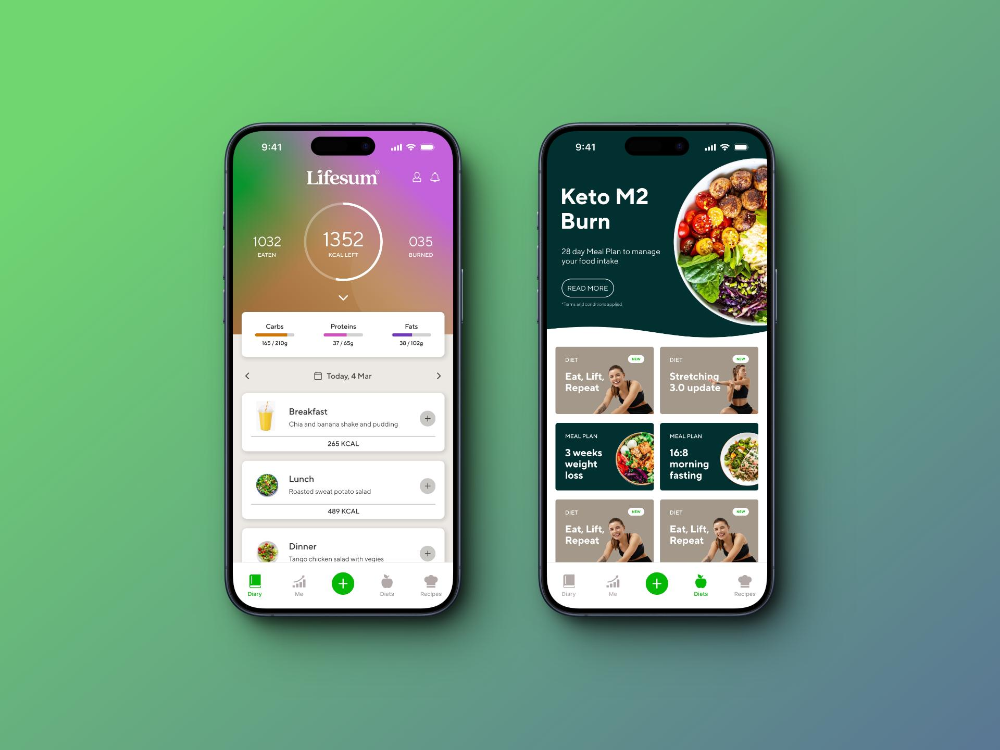 9:41
Lifesum®
1032
EATEN
1352
KCAL LEFT
035
BURNED
Carbs
165 / 210g
Proteins
37 / 65g
Fats
38 / 102g
Today, 4 Mar
Breakfast
Chia and banana shake and pudding
265 KCAL
Lunch
Roasted sweat potato salad
489 KCAL
Dinner
Tango chicken salad with vegies
Diary
Me
Diets
Recipes
9:41
Keto M2
Burn
28 day Meal Plan to manage
your food intake
READ MORE
*Terms and conditions applied
DIET
NEW
Eat, Lift,
Repeat
DIET
NEW
Stretching
3.0 update
MEAL PLAN
3 weeks
weight
loss
MEAL PLAN
16:8
morning
fasting
DIET
NEW
Eat, Lift,
Repeat
DIET
NEW
Eat, Lift,
Repeat
Diary
Me
Diets
Recipes